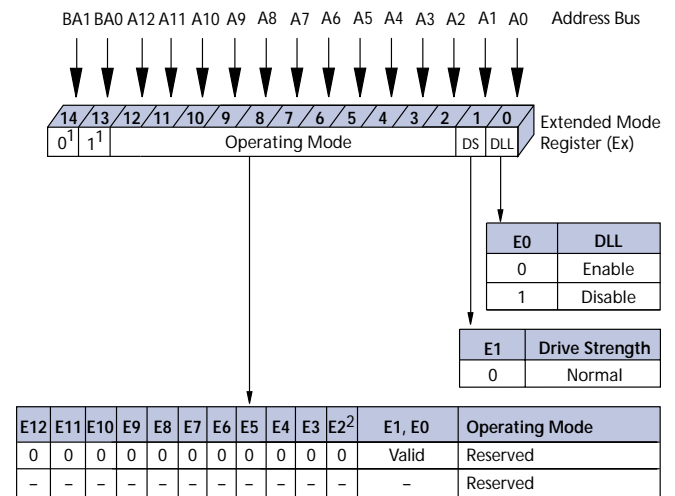 BA1 BA0 A12 A11 A10 A9 A8 A7 A6 A5 A4 A3 A2 A1 A0 Address Bus
14 13 12 11 10 9 8 7 6 5 4 3 2 1 0
0¹ 1¹ Operating Mode DS DLL
Extended Mode
Register (Ex)
E0 DLL
0 Enable
1 Disable
E1 Drive Strength
0 Normal
E12 E11 E10 E9 E8 E7 E6 E5 E4 E3 E2² E1, E0 Operating Mode
0 0 0 0 0 0 0 0 0 0 0 Valid Reserved
– – – – – – – – – – – – Reserved